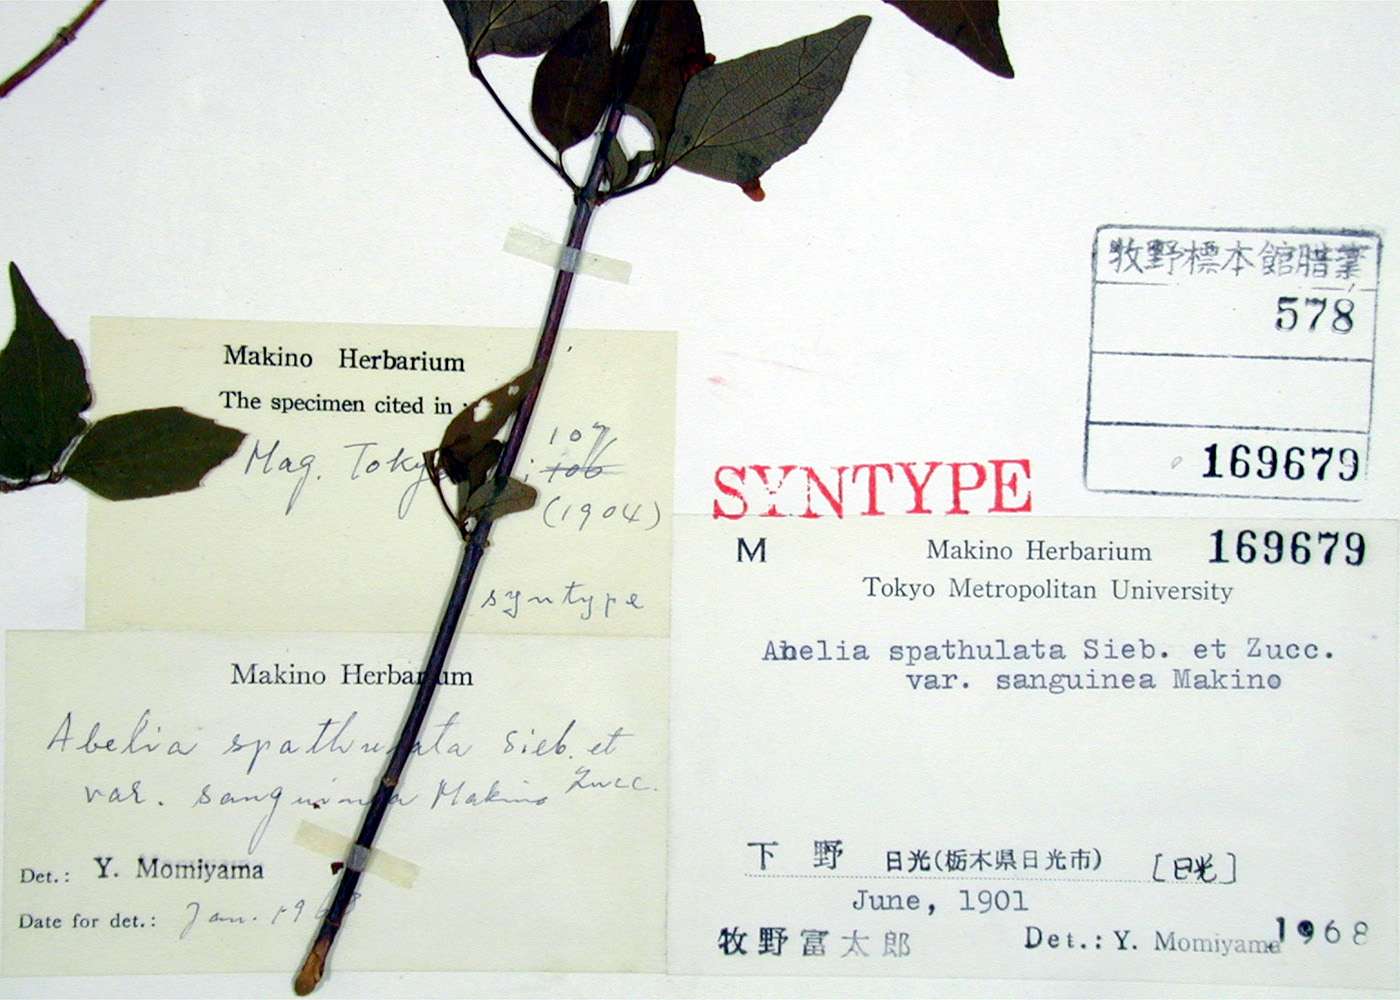 牧野標本館腊葉
578
169679
Makino Herbarium
The specimen cited in
Mag. Tokyo ; 106 107
(1904)
syntype
SYNTYPE
M
Makino Herbarium 169679
Tokyo Metropolitan University
Abelia spathulata Sieb. et Zucc.
var. sanguinea Makino
下野 日光(栃木県日光市) [日光]
June, 1901
牧野富太郎 Det.: Y. Momiyama 1968
Makino Herbarium
Abelia spathulata Sieb. et
Zucc.
var. sanguinea Makino
Det.: Y. Momiyama
Date for det.: Jan. 1968